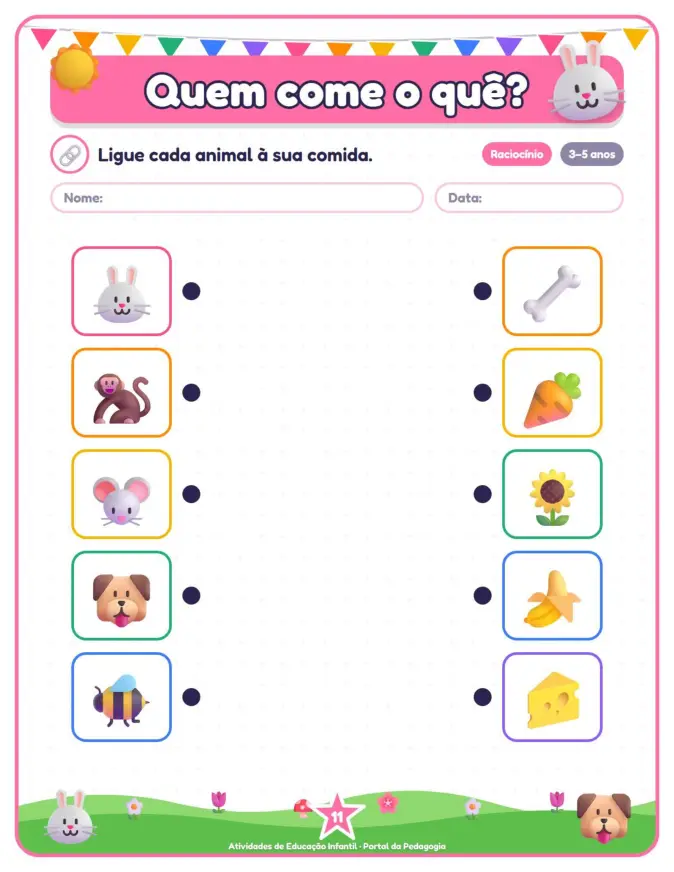 Quem come o quê?
Ligue cada animal à sua comida.
Raciocínio
3–5 anos
Nome:
Data:
11
Atividades de Educação Infantil · Portal da Pedagogia